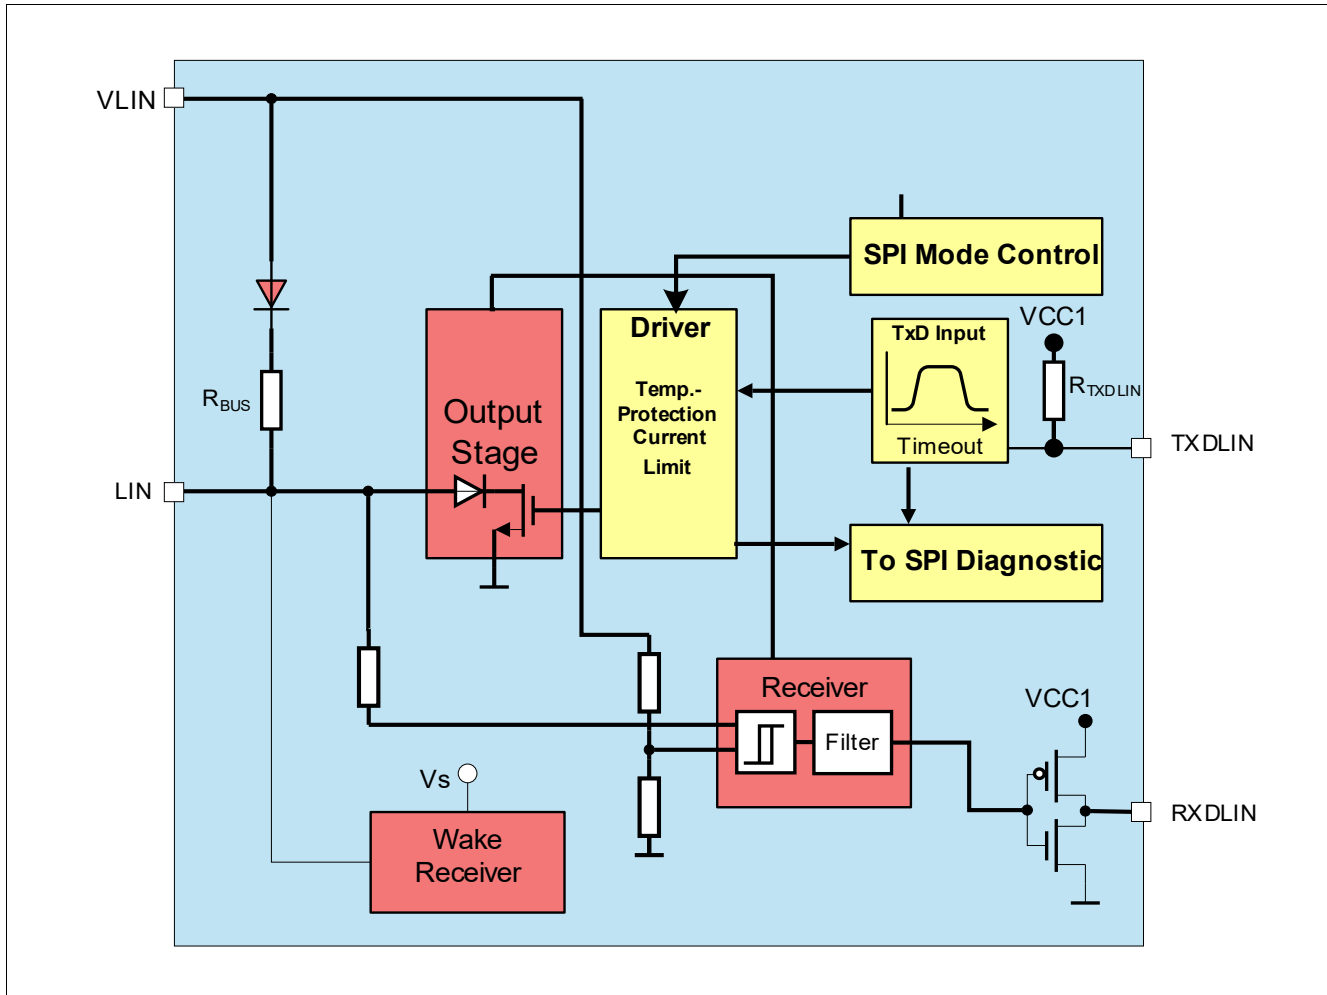 VLIN
SPI Mode Control
VCC1
Driver
TxD Input
Temp.-
Protection
Current
Limit
RBUS
Output
Stage
RTXDLIN
Timeout
TXDLIN
LIN
To SPI Diagnostic
Receiver
VCC1
Filter
Vs
RXDLIN
Wake
Receiver